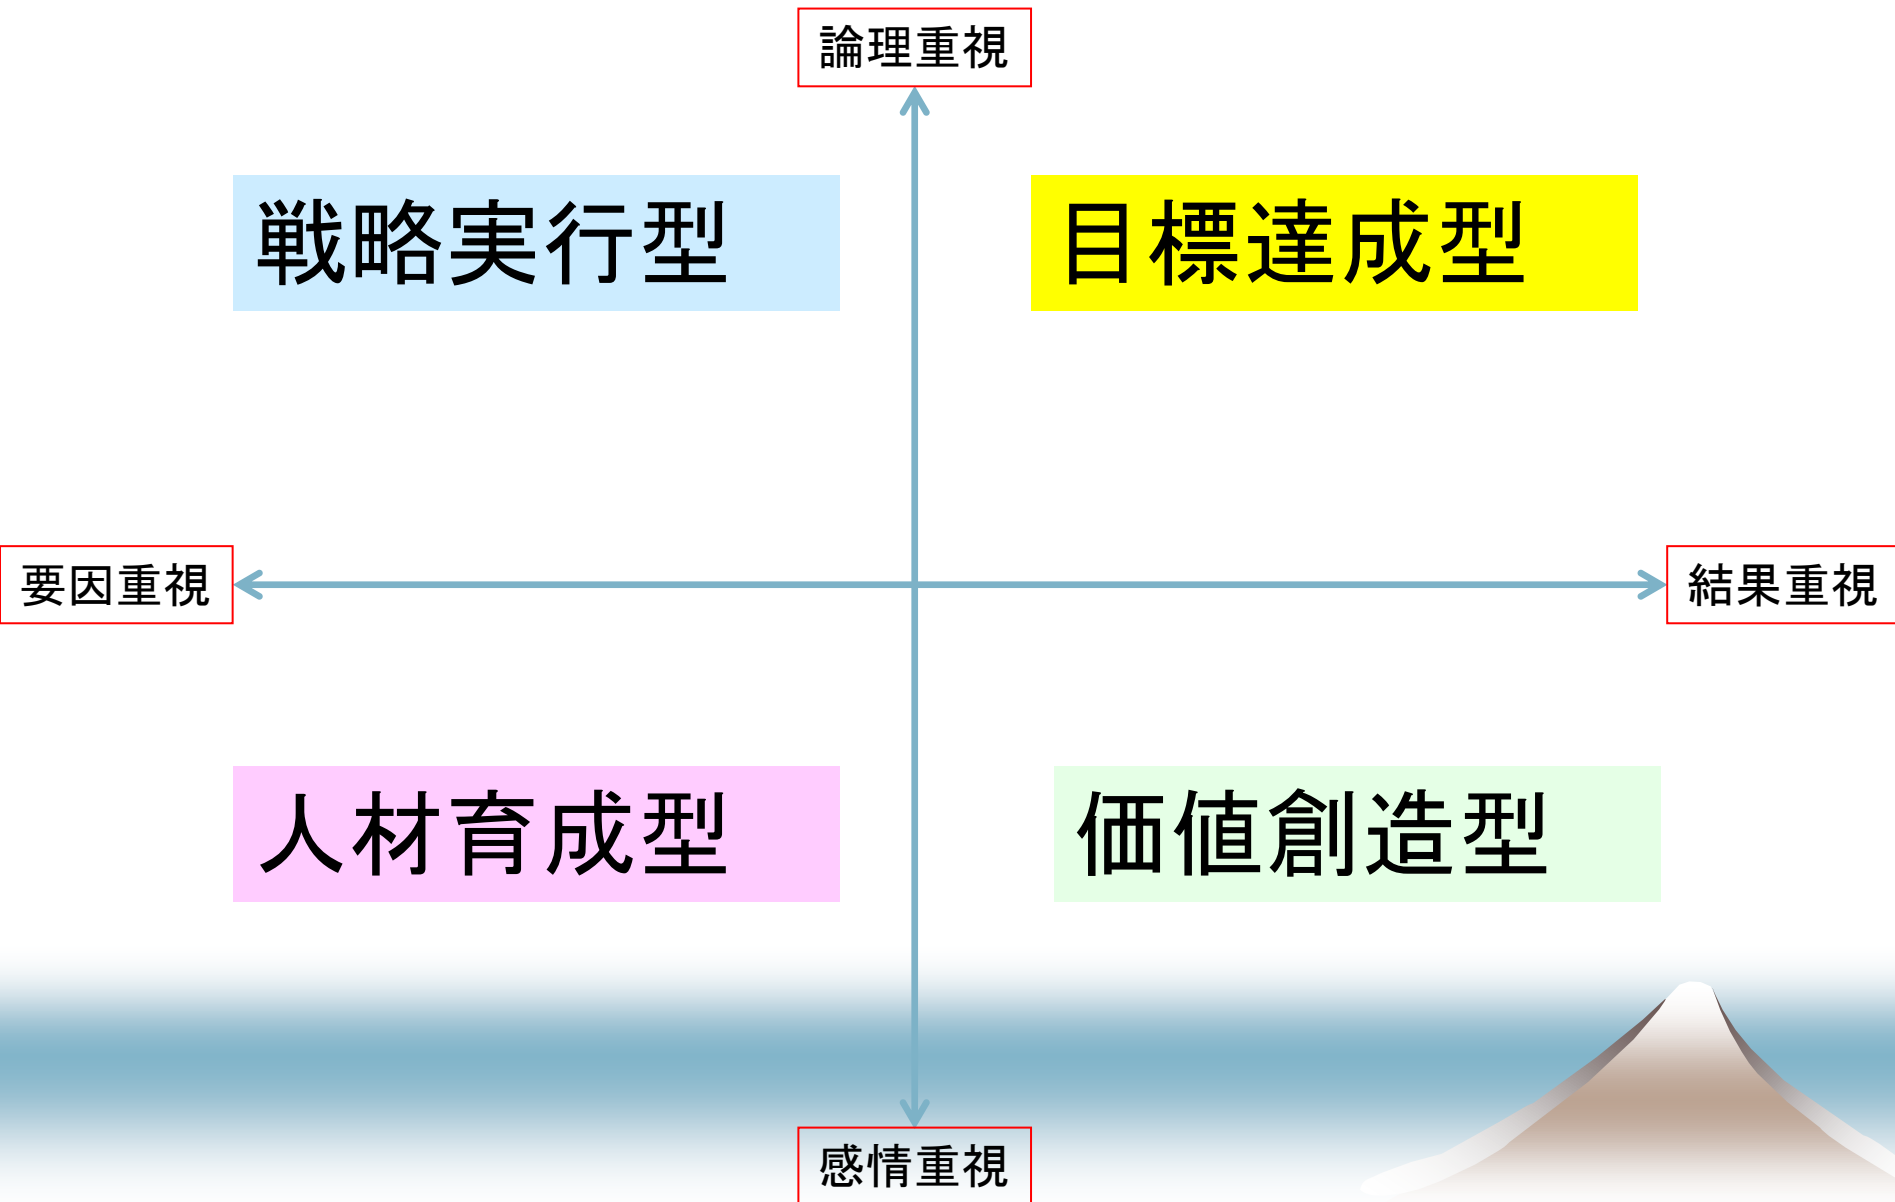 論理重視
戦略実行型
目標達成型
要因重視
結果重視
人材育成型
価値創造型
感情重視